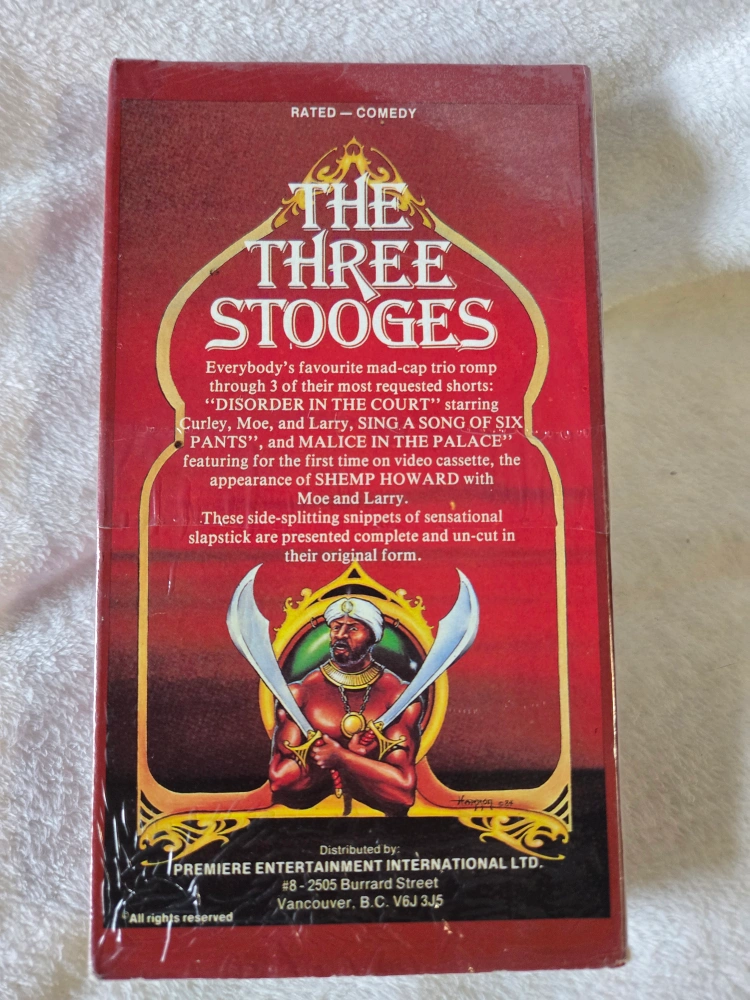 RATED — COMEDY
THE
THREE
STOOGES
Everybody's favourite mad-cap trio romp
through 3 of their most requested shorts:
“DISORDER IN THE COURT” starring
Curley, Moe, and Larry, SING A SONG OF SIX
PANTS”, and MALICE IN THE PALACE”
featuring for the first time on video cassette, the
appearance of SHEMP HOWARD with
Moe and Larry.
These side-splitting snippets of sensational
slapstick are presented complete and un-cut in
their original form.
Distributed by:
PREMIERE ENTERTAINMENT INTERNATIONAL LTD.
#8 - 2505 Burrard Street
Vancouver, B.C. V6J 3J5
All rights reserved